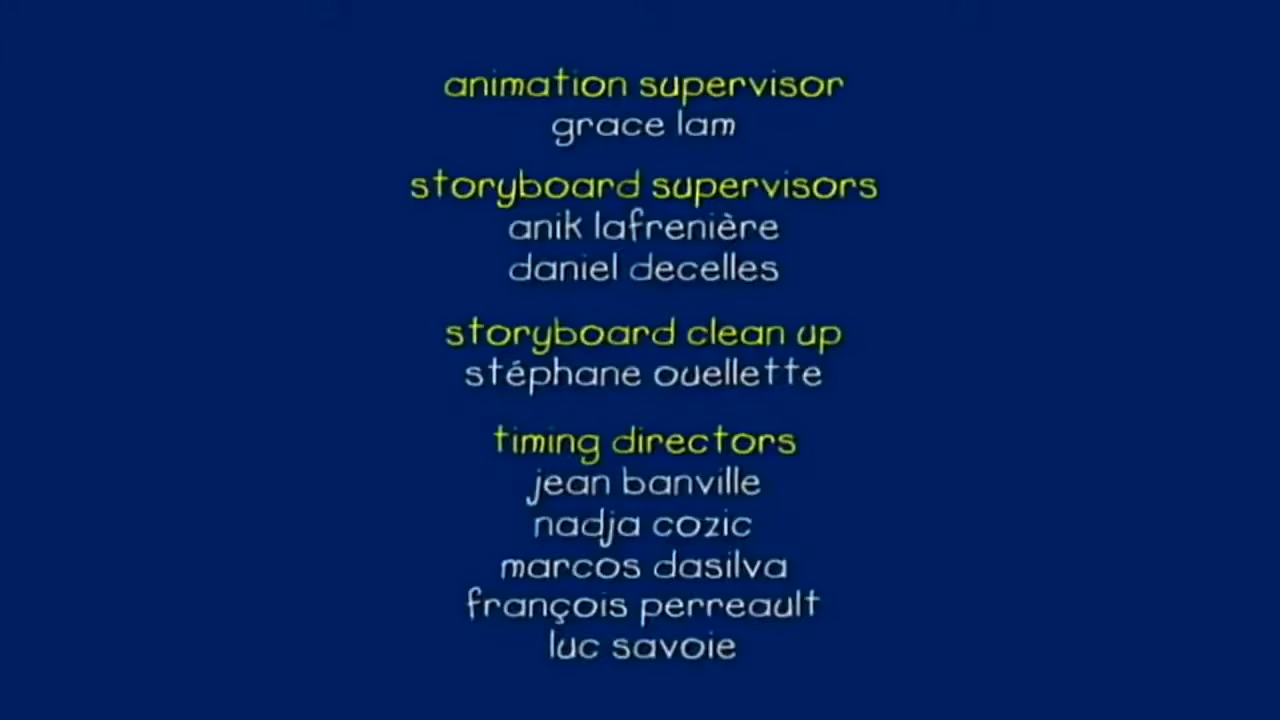 animation supervisor
grace lam
storyboard supervisors
anik lafrenière
daniel decelles
storyboard clean up
stéphane ouellette
timing directors
jean banville
nadja cozic
marcos dasilva
françois perreault
luc savoie